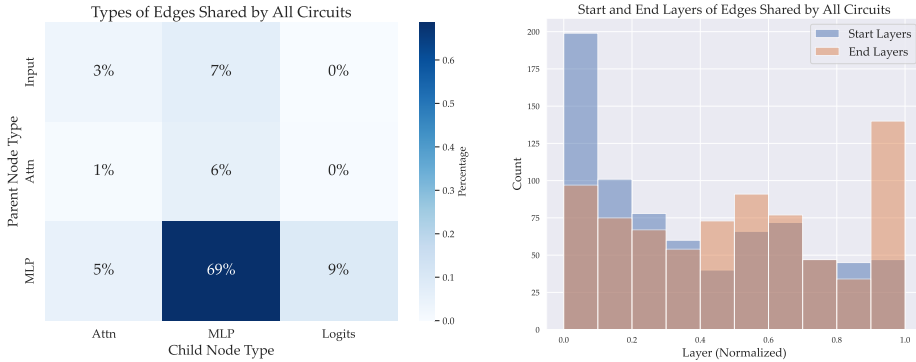 Types of Edges Shared by All Circuits
Parent Node Type
Input
Attn
MLP
3%
7%
0%
1%
6%
0%
5%
69%
9%
Attn
MLP
Logits
Child Node Type
0.6
0.5
0.4
0.3
0.2
0.1
0.0
Percentage
Start and End Layers of Edges Shared by All Circuits
Start Layers
End Layers
Count
200
175
150
125
100
75
50
25
0
0.0
0.2
0.4
0.6
0.8
1.0
Layer (Normalized)